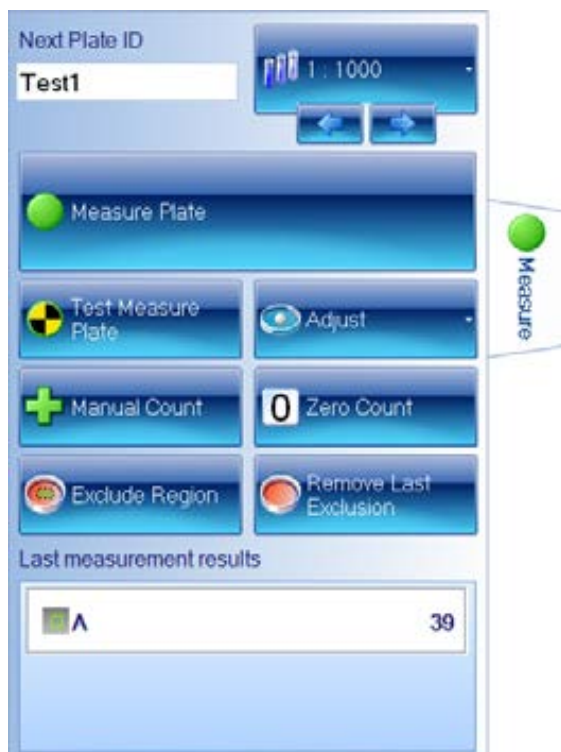 Next Plate ID
1 : 1000
Test1
Measure Plate
Measure
Test Measure
Plate
Adjust
Manual Count
0 Zero Count
Exclude Region
Remove Last
Exclusion
Last measurement results
A 39